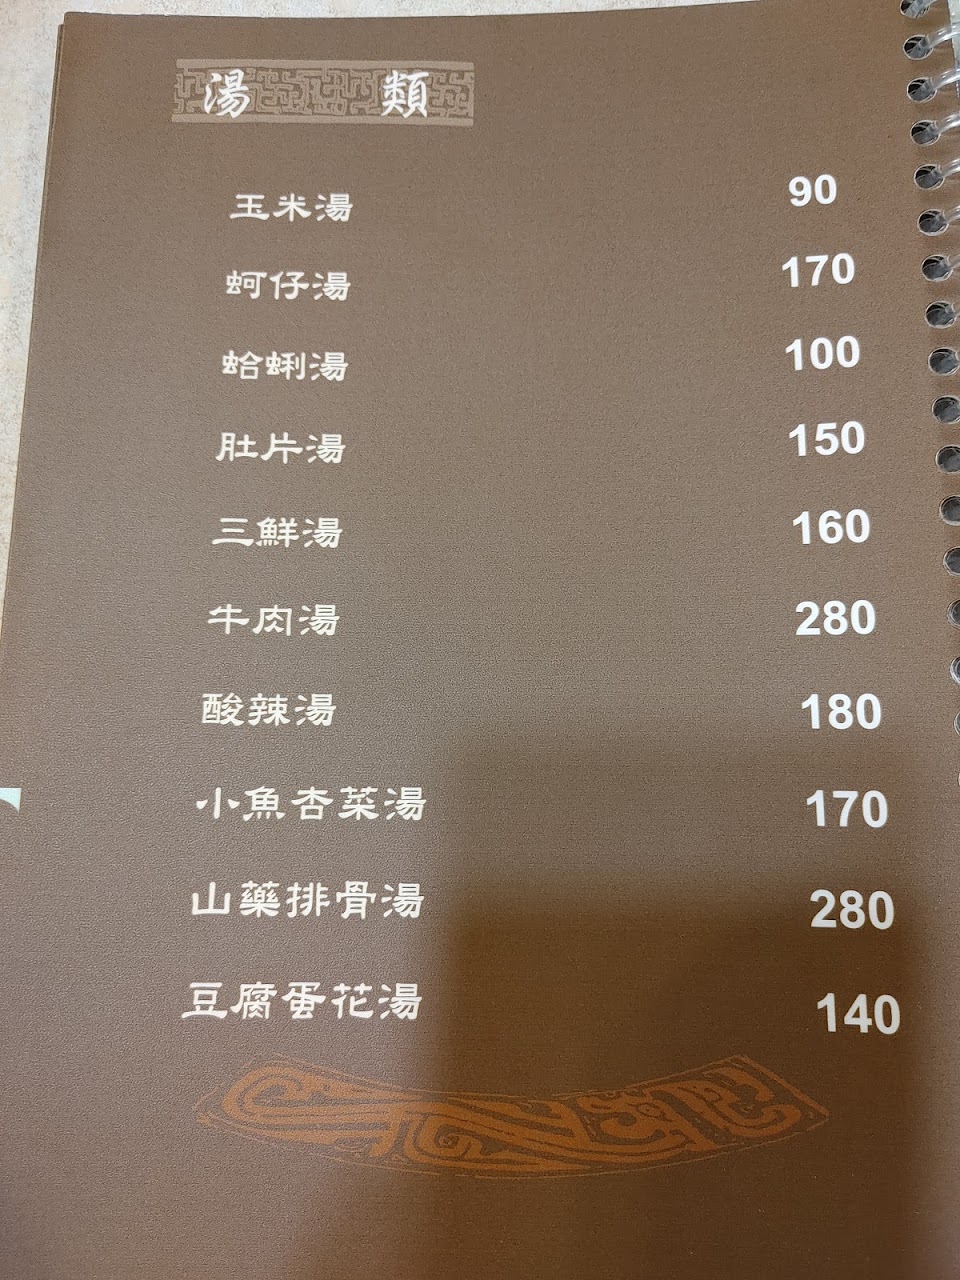 湯 類
玉米湯 90
蚵仔湯 170
蛤蜊湯 100
肚片湯 150
三鮮湯 160
牛肉湯 280
酸辣湯 180
小魚杏菜湯 170
山藥排骨湯 280
豆腐蛋花湯 140